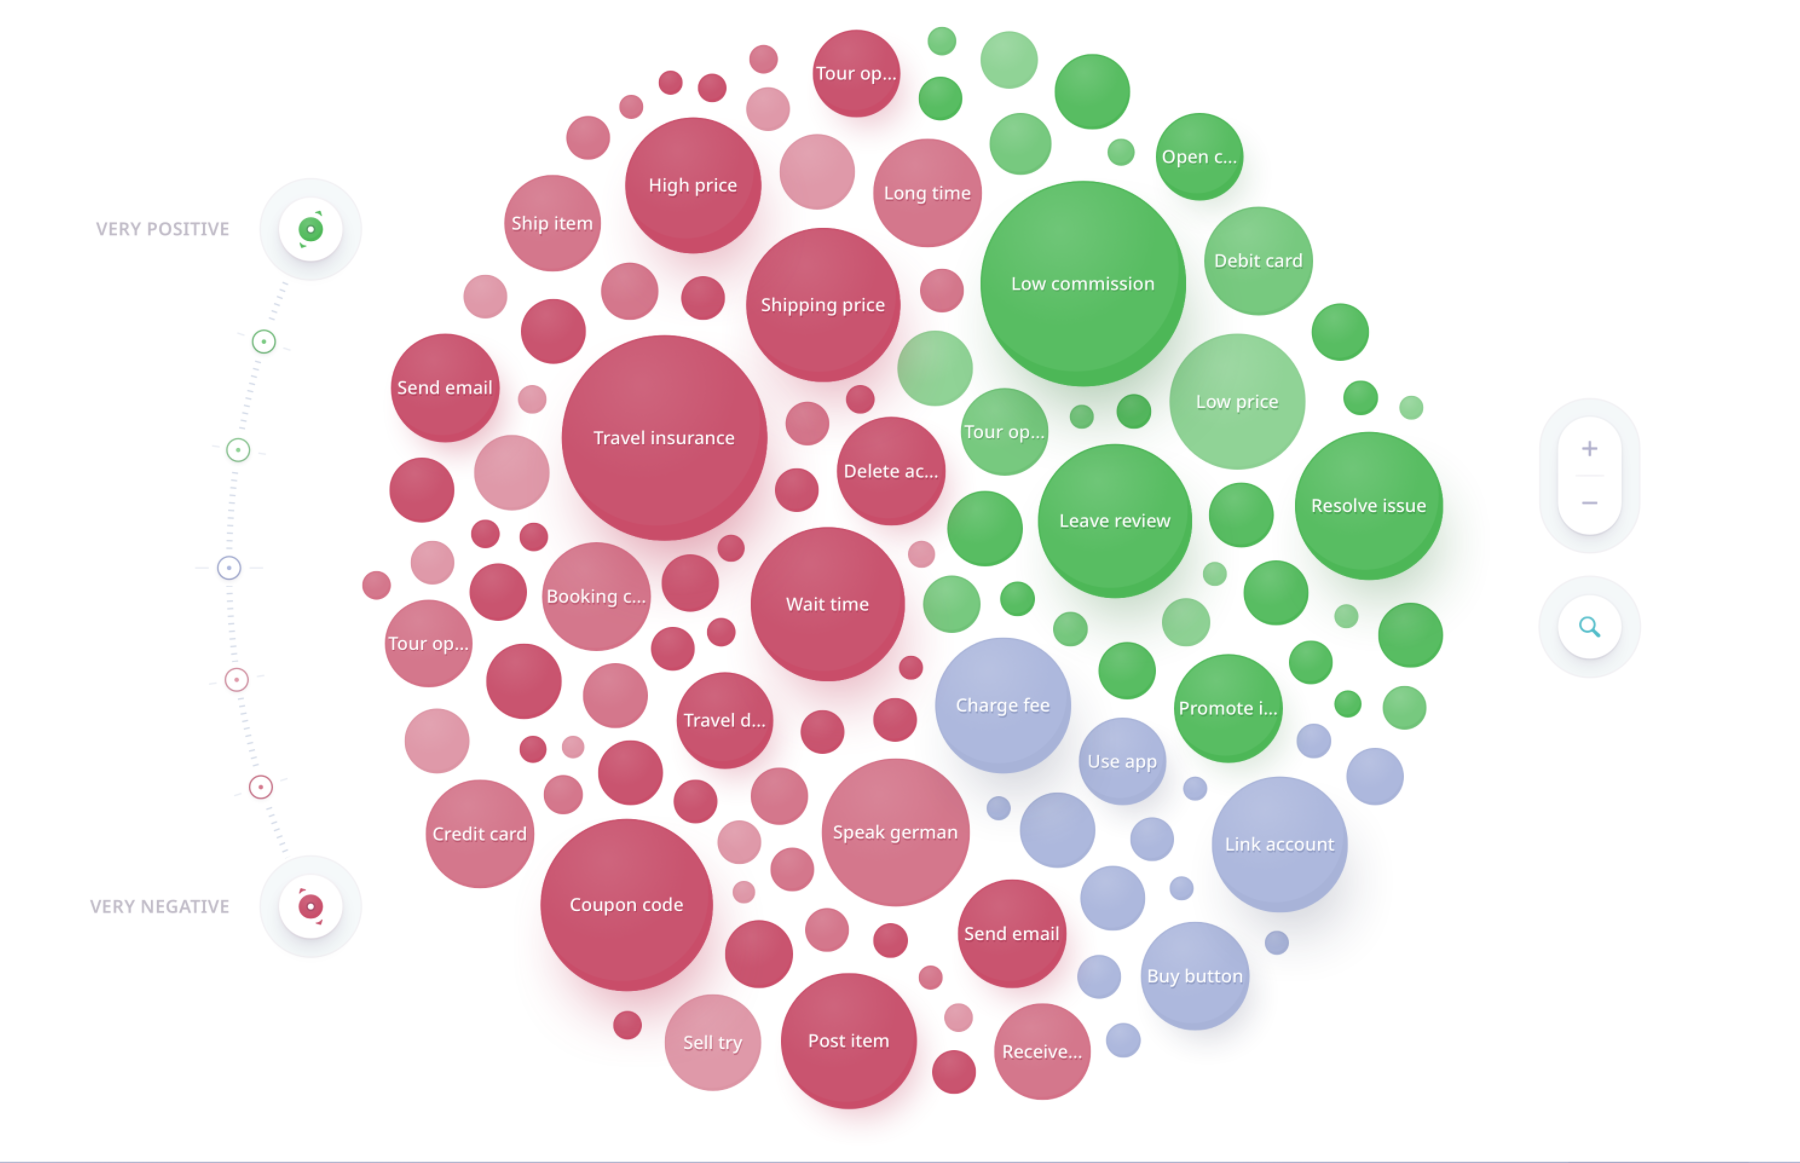 Tour op...
Open c...
High price
Long time
Ship item
VERY POSITIVE
Debit card
Low commission
Shipping price
Send email
Low price
Tour op...
Travel insurance
Delete ac...
Resolve issue
Leave review
Booking c...
Wait time
Tour op...
Charge fee
Promote i...
Travel d...
Use app
Speak german
Credit card
Link account
Coupon code
VERY NEGATIVE
Send email
Buy button
Post item
Sell try
Receive...